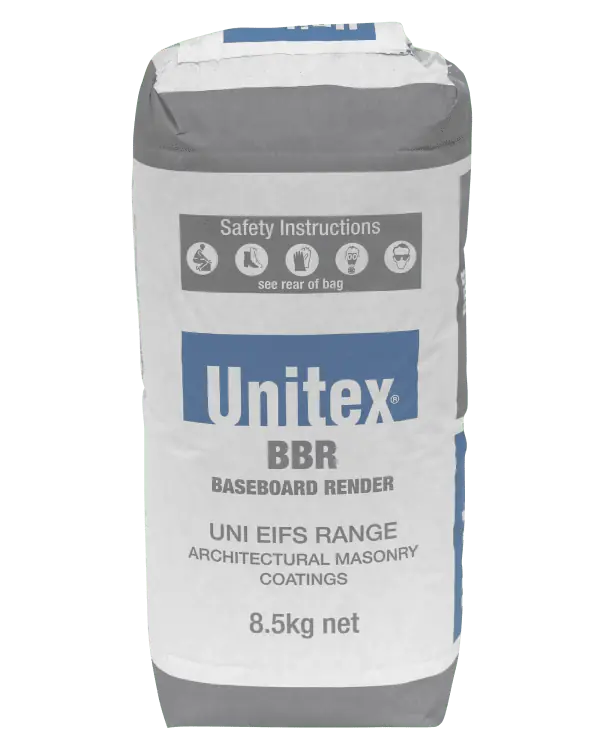 Safety Instructions
see rear of bag
Unitex®
BBR
BASEBOARD RENDER
UNI EIFS RANGE
ARCHITECTURAL MASONRY
COATINGS
8.5kg net